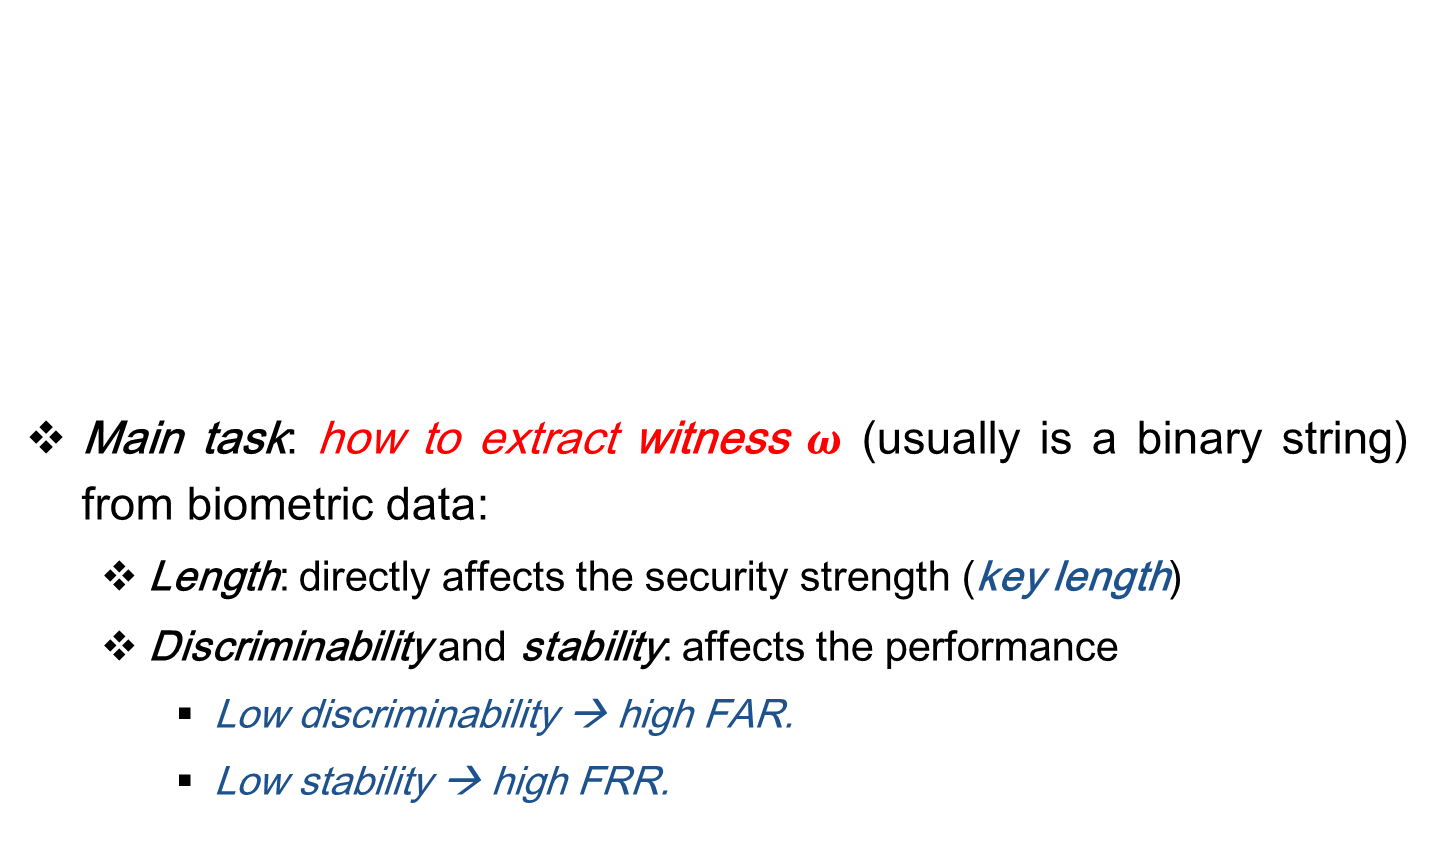 ❖ Main task: how to extract witness ω (usually is a binary string)
from biometric data:
❖ Length: directly affects the security strength (key length)
❖ Discriminability and stability: affects the performance
▪ Low discriminability → high FAR.
▪ Low stability → high FRR.